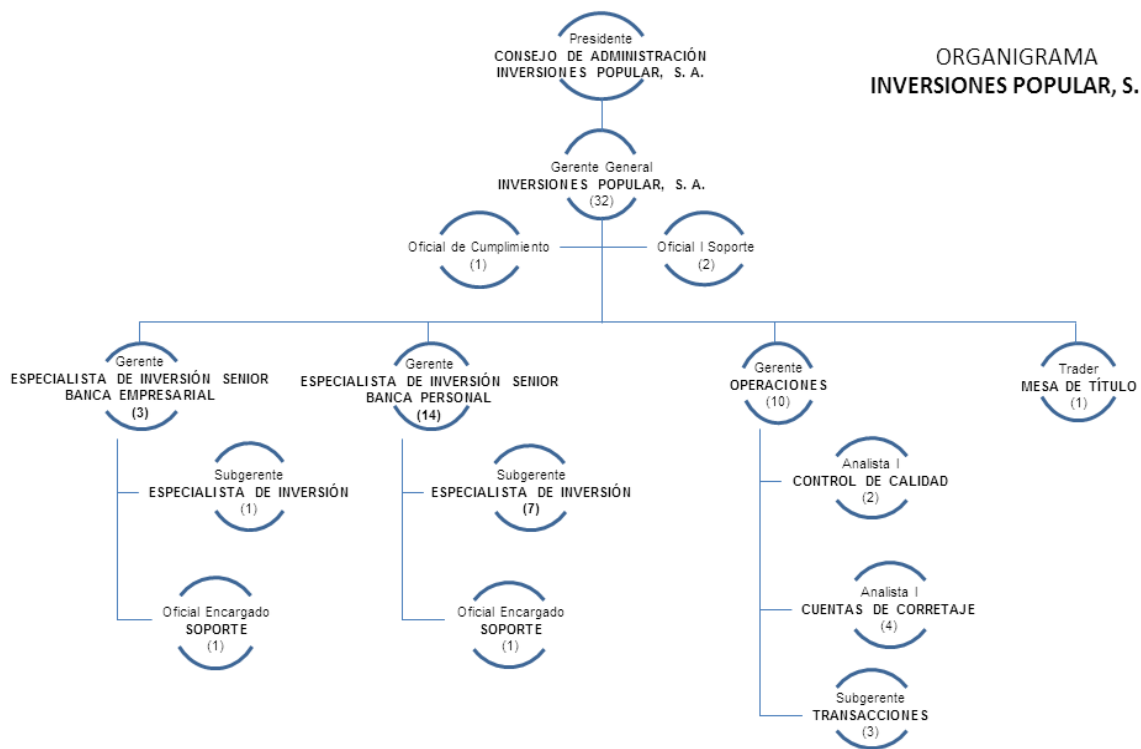 Presidente
CONSEJO DE ADMINISTRACIÓN
INVERSIONES POPULAR, S. A.
ORGANIGRAMA
INVERSIONES POPULAR, S.
Gerente General
INVERSIONES POPULAR, S. A.
(32)
Oficial de Cumplimiento
(1)
Oficial I Soporte
(2)
Gerente
ESPECIALISTA DE INVERSIÓN SENIOR
BANCA EMPRESARIAL
(3)
Gerente
ESPECIALISTA DE INVERSIÓN SENIOR
BANCA PERSONAL
(14)
Gerente
OPERACIONES
(10)
Trader
MESA DE TÍTULO
(1)
Subgerente
ESPECIALISTA DE INVERSIÓN
(1)
Subgerente
ESPECIALISTA DE INVERSIÓN
(7)
Analista I
CONTROL DE CALIDAD
(2)
Oficial Encargado
SOPORTE
(1)
Oficial Encargado
SOPORTE
(1)
Analista I
CUENTAS DE CORRETAJE
(4)
Subgerente
TRANSACCIONES
(3)